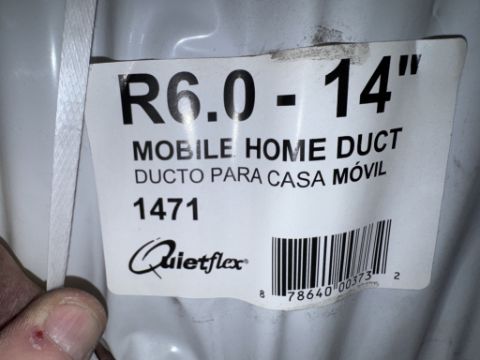 R6.0 - 14"
MOBILE HOME DUCT
DUCTO PARA CASA MÓVIL
1471
Quietflex®
8 78640 00373 2